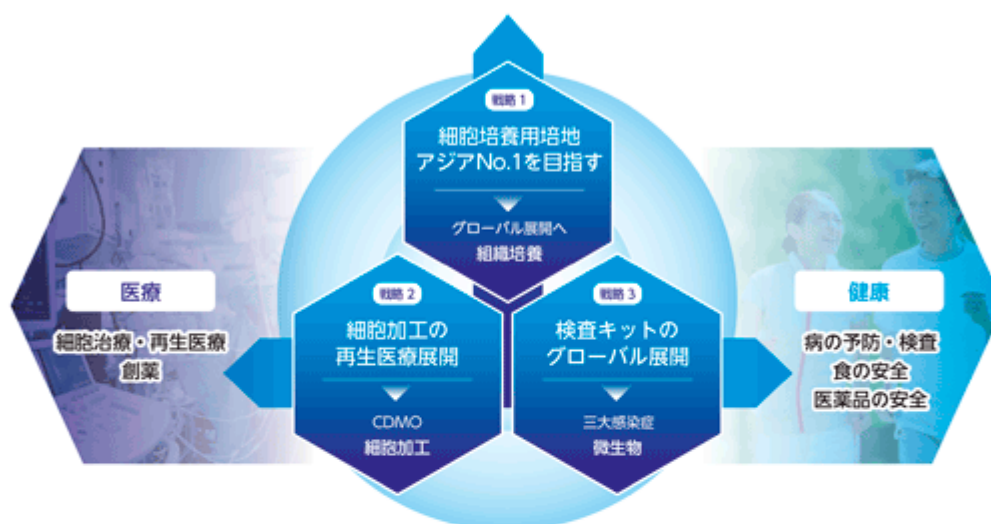 戦略 1
細胞培養用培地
アジアNo.1を目指す
グローバル展開へ
組織培養
医療
細胞治療・再生医療
創薬
戦略 2
細胞加工の
再生医療展開
CDMO
細胞加工
戦略 3
検査キットの
グローバル展開
三大感染症
微生物
健康
病の予防・検査
食の安全
医薬品の安全